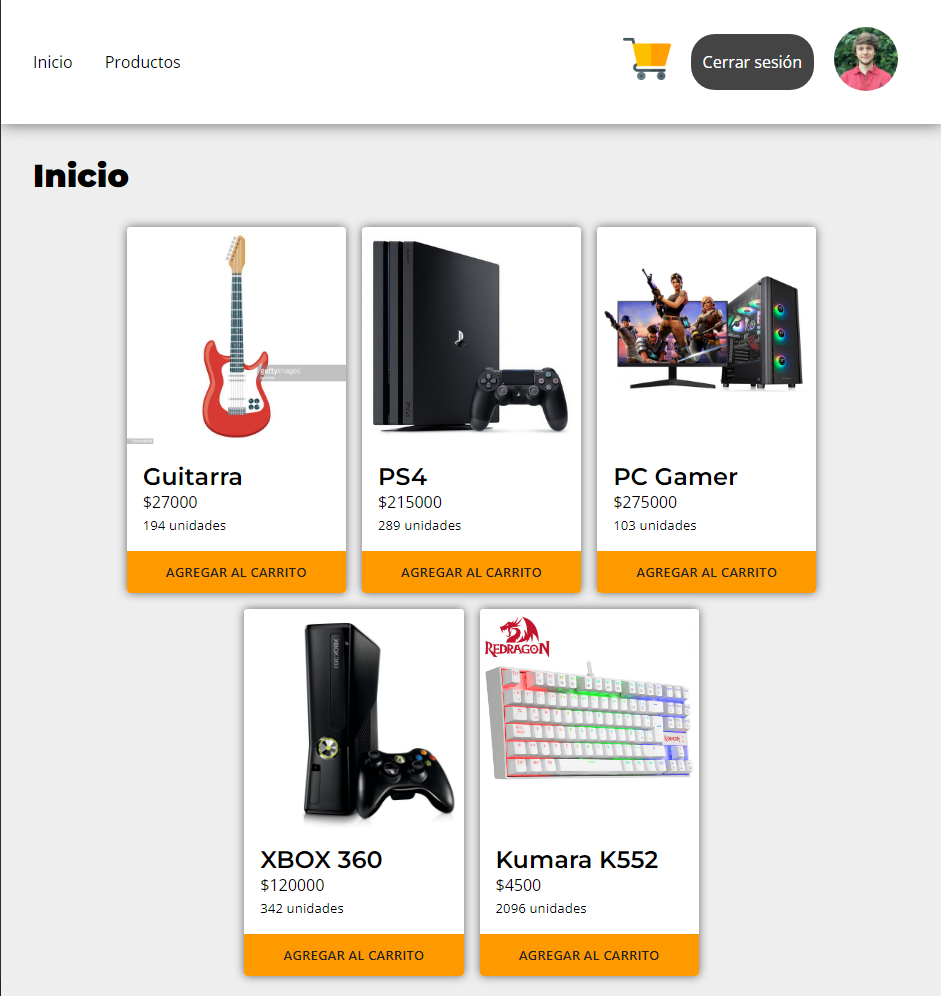 Inicio
Productos
Cerrar sesión
Inicio
gettyimages
Guitarra
$27000
194 unidades
AGREGAR AL CARRITO
PS4
$215000
289 unidades
AGREGAR AL CARRITO
PC Gamer
$275000
103 unidades
AGREGAR AL CARRITO
XBOX 360
XBOX 360
$120000
342 unidades
AGREGAR AL CARRITO
REDRAGON
Kumara K552
$4500
2096 unidades
AGREGAR AL CARRITO